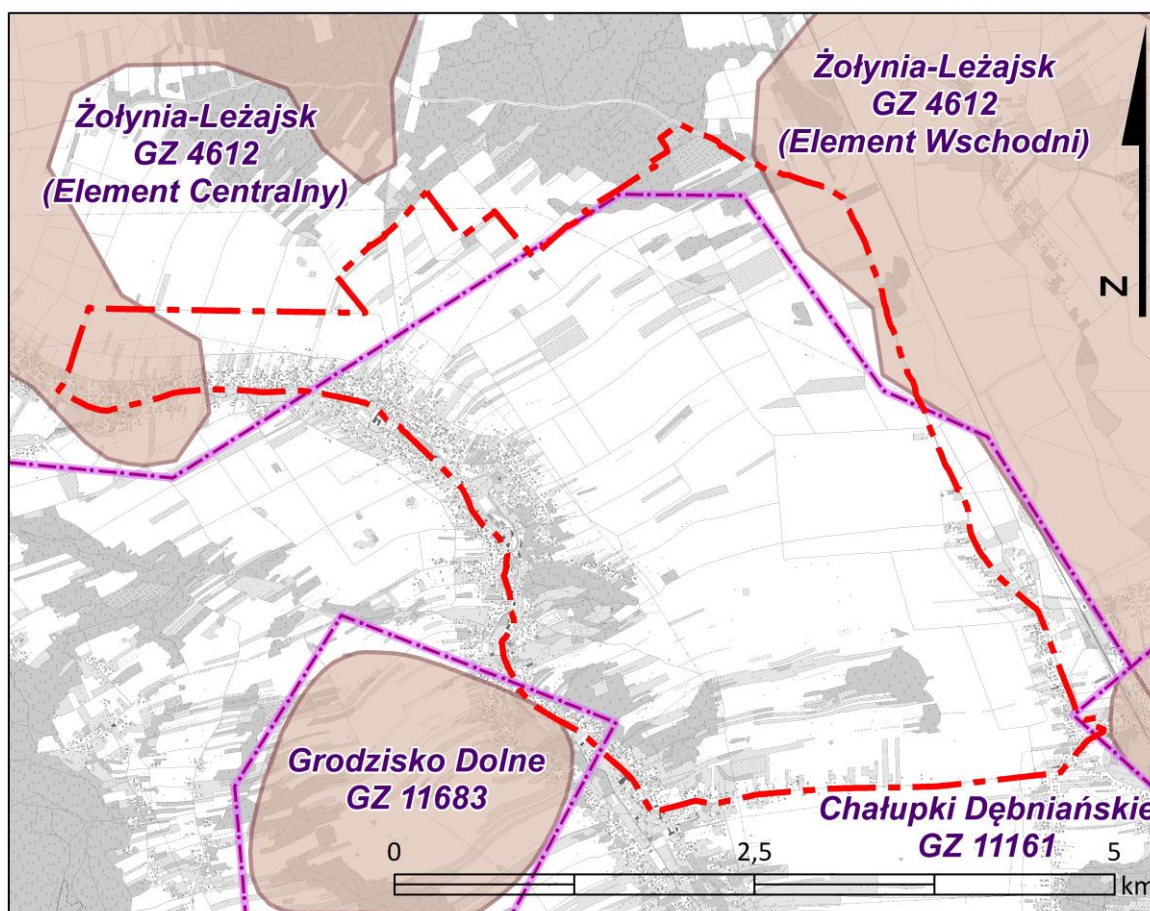 Żołynia-Leżajsk
GZ 4612
(Element Centralny)
Żołynia-Leżajsk
GZ 4612
(Element Wschodni)
N
Grodzisko Dolne
GZ 11683
Chałupki Dębniańskie
GZ 11161
0 2,5 5
km